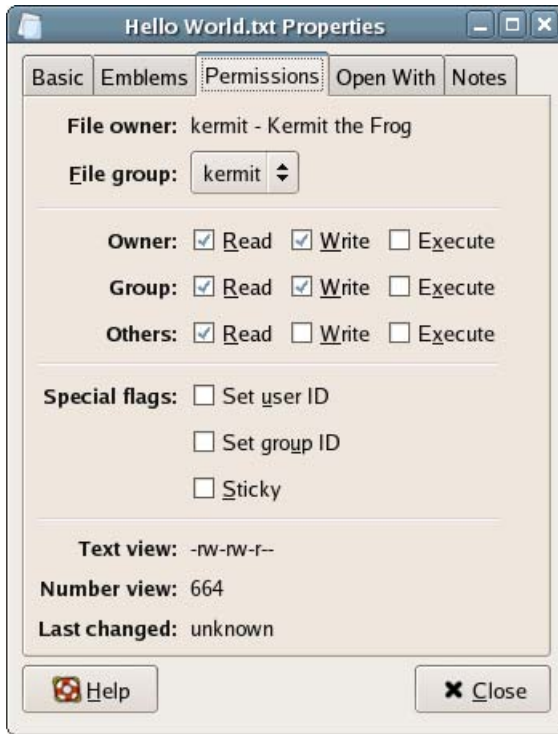 Hello World.txt Properties
Basic Emblems Permissions Open With Notes
File owner: kermit - Kermit the Frog
File group: kermit
Owner: Read Write Execute
Group: Read Write Execute
Others: Read Write Execute
Special flags: Set user ID
Set group ID
Sticky
Text view: -rw-rw-r--
Number view: 664
Last changed: unknown
Help Close